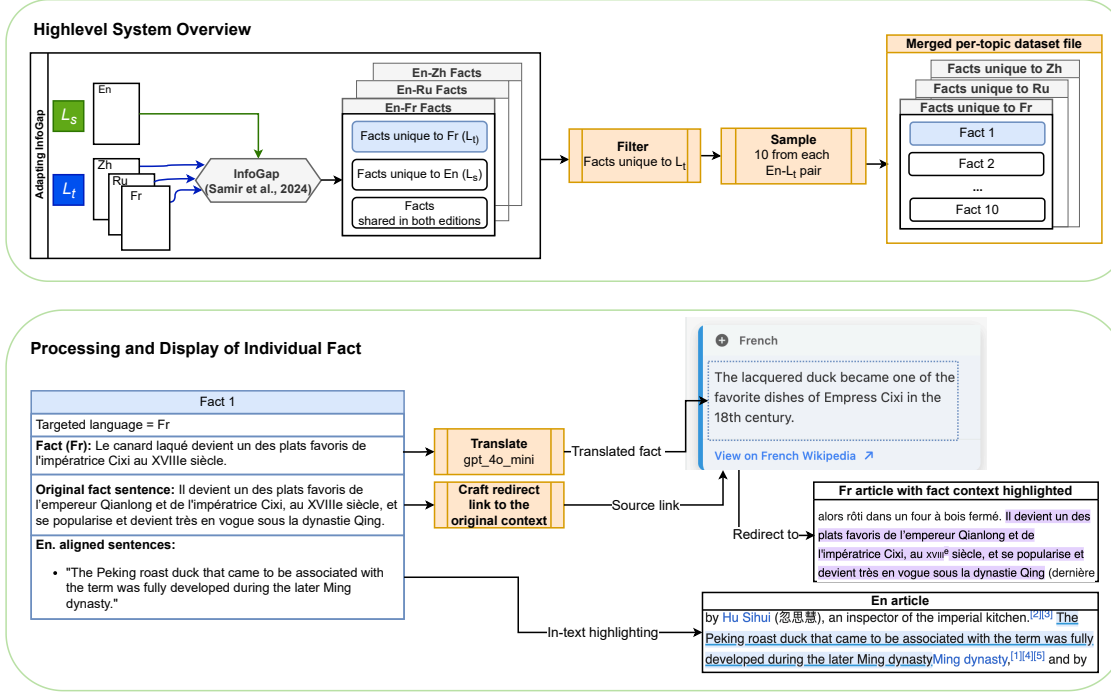 Highlevel System Overview
Adapting InfoGap
L_s
En
L_t
Zh
Ru
Fr
InfoGap
(Samir et al., 2024)
En-Zh Facts
En-Ru Facts
En-Fr Facts
Facts unique to Fr (L_t)
Facts unique to En (L_s)
Facts
shared in both editions
Filter
Facts unique to L_t
Sample
10 from each
En-L_t pair
Merged per-topic dataset file
Facts unique to Zh
Facts unique to Ru
Facts unique to Fr
Fact 1
Fact 2
...
Fact 10
Processing and Display of Individual Fact
Fact 1
Targeted language = Fr
Fact (Fr): Le canard laqué devient un des plats favoris de
l'impératrice Cixi au XVIIIe siècle.
Original fact sentence: Il devient un des plats favoris de
l'empereur Qianlong et de l'impératrice Cixi, au XVIIIe siècle, et
se popularise et devient très en vogue sous la dynastie Qing.
En. aligned sentences:
• "The Peking roast duck that came to be associated with
the term was fully developed during the later Ming
dynasty."
Translate
gpt_4o_mini
Translated fact
Craft redirect
link to the
original context
Source link
French
The lacquered duck became one of the
favorite dishes of Empress Cixi in the
18th century.
View on French Wikipedia ↗
Redirect to
Fr article with fact context highlighted
alors rôti dans un four à bois fermé. Il devient un des
plats favoris de l'empereur Qianlong et de
l'impératrice Cixi, au XVIIIe siècle, et se popularise et
devient très en vogue sous la dynastie Qing (dernière
In-text highlighting
En article
by Hu Sihui (忽思慧), an inspector of the imperial kitchen.[2][3] The
Peking roast duck that came to be associated with the term was fully
developed during the later Ming dynastyMing dynasty,[1][4][5] and by